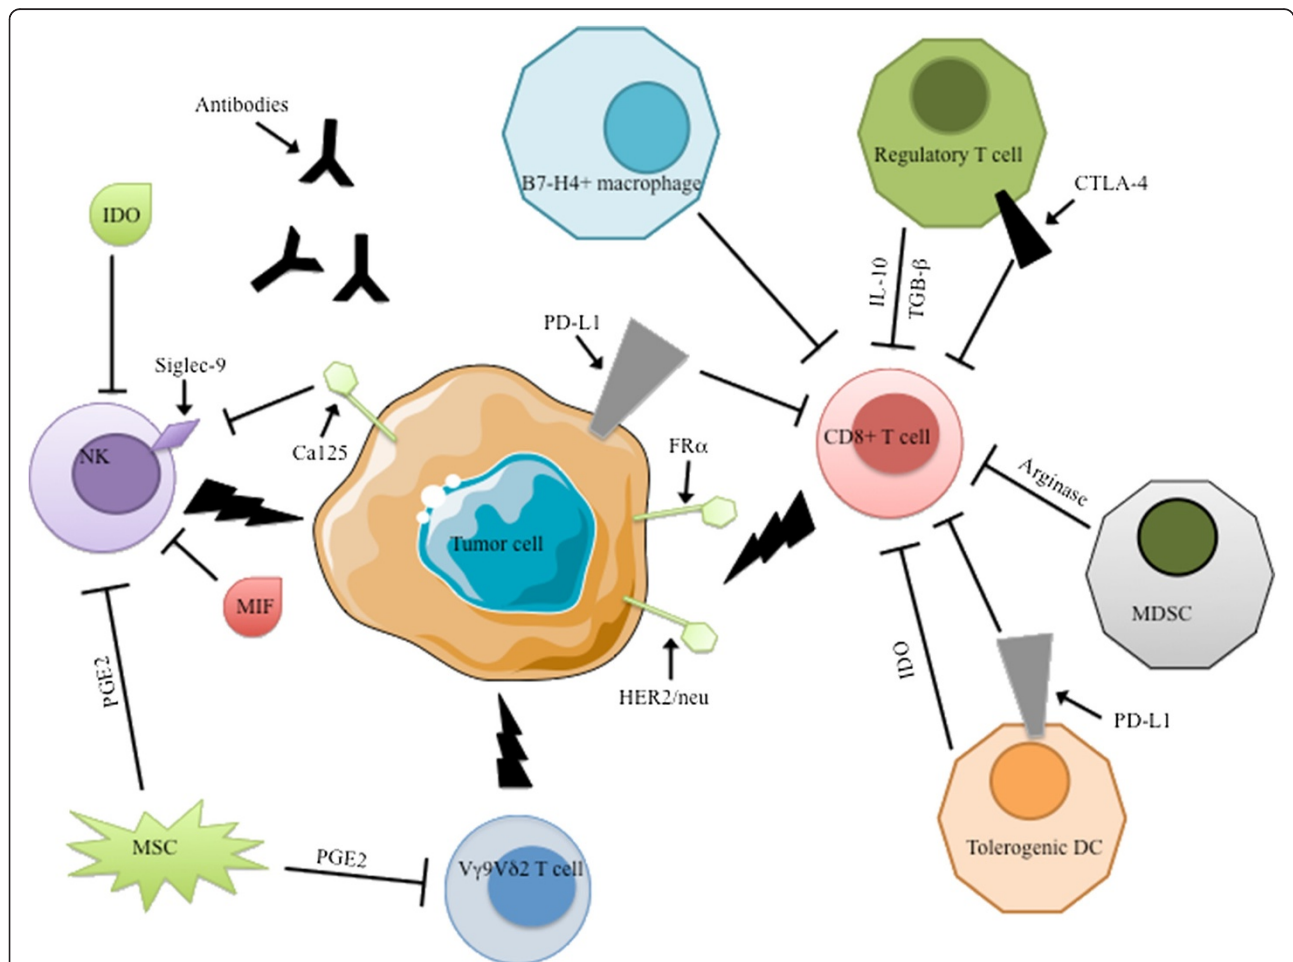 Antibodies
B7-H4+ macrophage
Regulatory T cell
CTLA-4
IDO
IL-10
TGB-β
PD-L1
Siglec-9
Ca125
NK
FRα
CD8+ T cell
Arginase
Tumor cell
MIF
MDSC
HER2/neu
PGE2
IDO
PD-L1
MSC
PGE2
Vγ9Vδ2 T cell
Tolerogenic DC